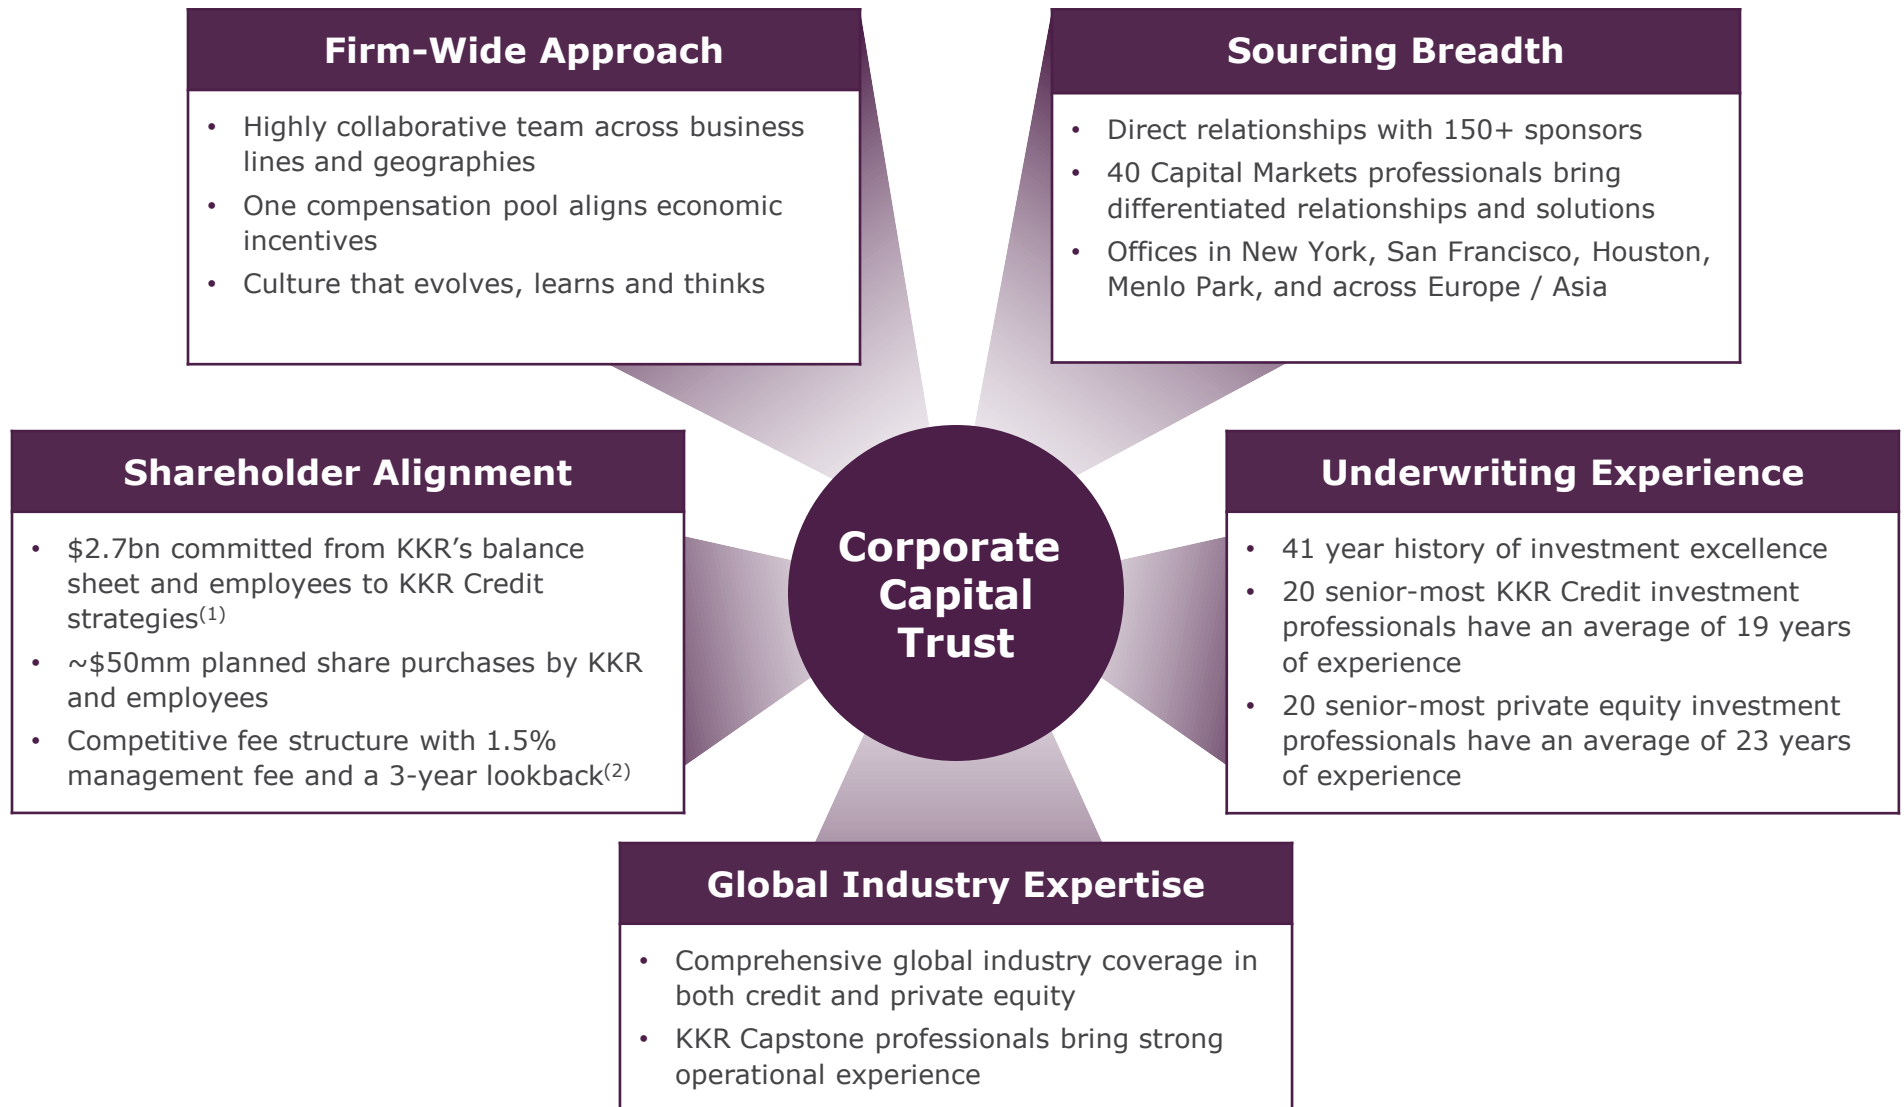 Firm-Wide Approach
• Highly collaborative team across business
lines and geographies
• One compensation pool aligns economic
incentives
• Culture that evolves, learns and thinks
Sourcing Breadth
• Direct relationships with 150+ sponsors
• 40 Capital Markets professionals bring
differentiated relationships and solutions
• Offices in New York, San Francisco, Houston,
Menlo Park, and across Europe / Asia
Shareholder Alignment
• $2.7bn committed from KKR’s balance
sheet and employees to KKR Credit
strategies(1)
• ~$50mm planned share purchases by KKR
and employees
• Competitive fee structure with 1.5%
management fee and a 3-year lookback(2)
Corporate
Capital
Trust
Underwriting Experience
• 41 year history of investment excellence
• 20 senior-most KKR Credit investment
professionals have an average of 19 years
of experience
• 20 senior-most private equity investment
professionals have an average of 23 years
of experience
Global Industry Expertise
• Comprehensive global industry coverage in
both credit and private equity
• KKR Capstone professionals bring strong
operational experience